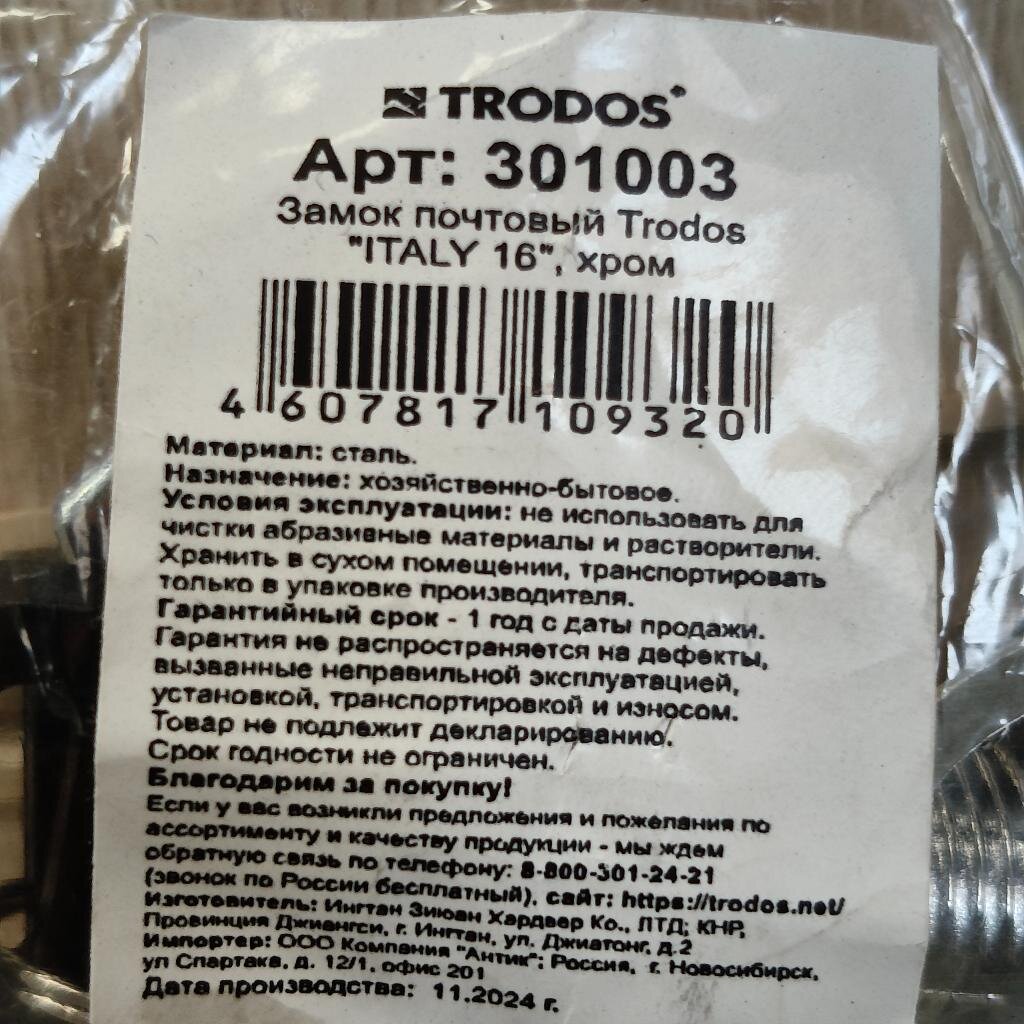 TRODOS
Арт: 301003
Замок почтовый Trodos
"ITALY 16", хром
4 607817 109320
Материал: сталь.
Назначение: хозяйственно-бытовое.
Условия эксплуатации: не использовать для
чистки абразивные материалы и растворители.
Хранить в сухом помещении, транспортировать
только в упаковке производителя.
Гарантийный срок - 1 год с даты продажи.
Гарантия не распространяется на дефекты,
вызванные неправильной эксплуатацией,
установкой, транспортировкой и износом.
Товар не подлежит декларированию.
Срок годности не ограничен.
Благодарим за покупку!
Если у вас возникли предложения и пожелания по
ассортименту и качеству продукции - мы ждем
обратную связь по телефону: 8-800-301-24-21
(звонок по России бесплатный), сайт: https://trodos.net/
Изготовитель: Ингтан Зиюан Хардвер Ко., ЛТД; КНР,
Провинция Джиангси, г. Ингтан, ул. Джиатонг, д.2
Импортер: ООО Компания "Антик"; Россия, г. Новосибирск,
ул Спартака, д. 12/1, офис 201
Дата производства: 11.2024 г.